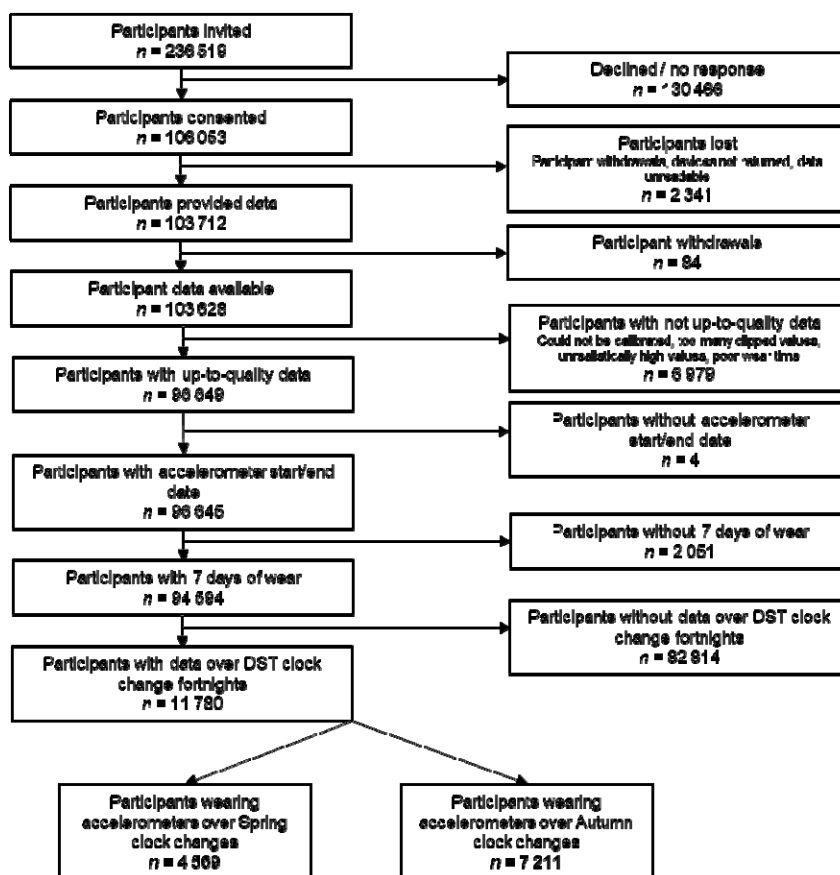 Participants invited
n = 236 519
Declined / no response
n = 130 466
Participants consented
n = 106 053
Participants lost
Participant withdrawals, devices not returned, data
unreadable
n = 2 341
Participants provided data
n = 103 712
Participant withdrawals
n = 84
Participant data available
n = 103 628
Participants with not up-to-quality data
Could not be calibrated, too many clipped values,
unrealistically high values, poor wear time
n = 6 979
Participants with up-to-quality data
n = 96 649
Participants without accelerometer
start/end date
n = 4
Participants with accelerometer start/end
date
n = 96 645
Participants without 7 days of wear
n = 2 051
Participants with 7 days of wear
n = 94 594
Participants without data over DST clock
change fortnights
n = 82 814
Participants with data over DST clock
change fortnights
n = 11 780
Participants wearing
accelerometers over Spring
clock changes
n = 4 569
Participants wearing
accelerometers over Autumn
clock changes
n = 7 211